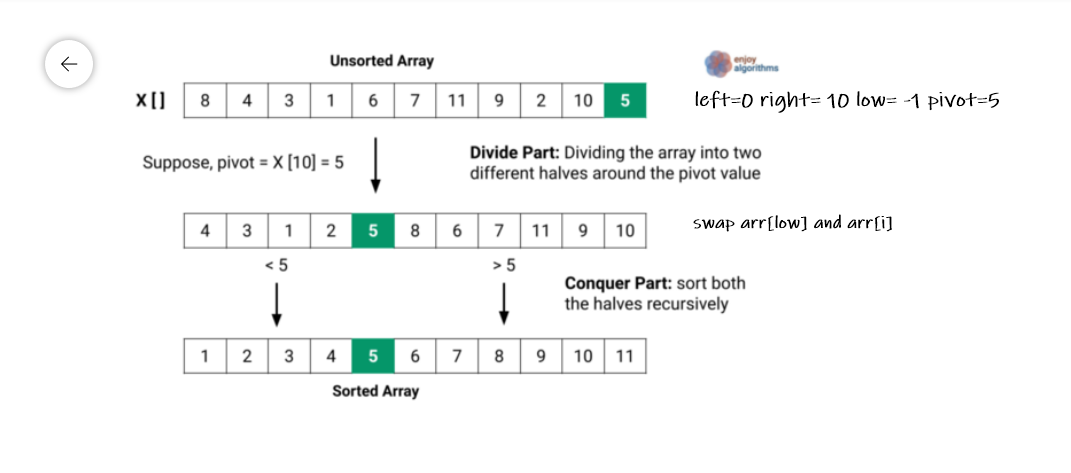 Unsorted Array
enjoy
algorithms
X[] 8 4 3 1 6 7 11 9 2 10 5
left=0 right= 10 low= -1 pivot=5
Suppose, pivot = X [10] = 5
Divide Part: Dividing the array into two
different halves around the pivot value
4 3 1 2 5 8 6 7 11 9 10
swap arr[low] and arr[i]
< 5
> 5
Conquer Part: sort both
the halves recursively
1 2 3 4 5 6 7 8 9 10 11
Sorted Array